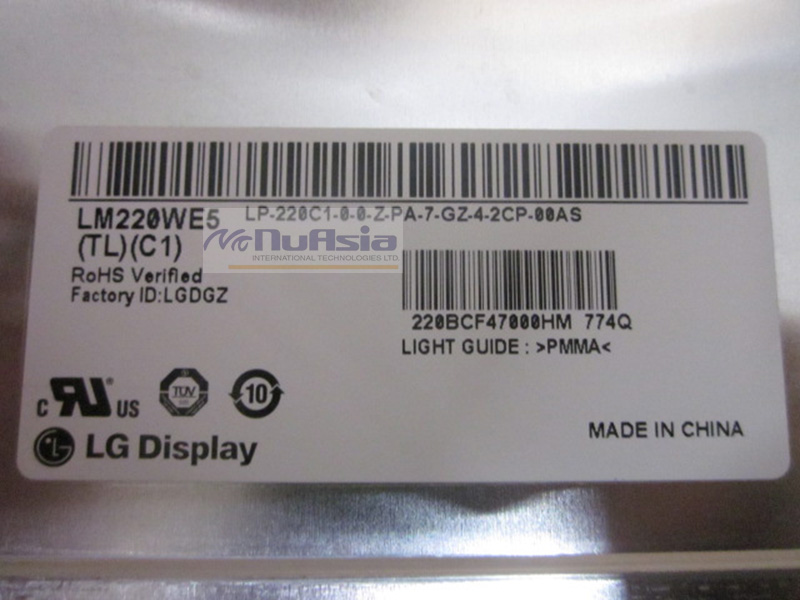 LM220WE5
(TL)(C1)
LP-220C1-0-0-Z-PA-7-GZ-4-2CP-00AS
NuAsia
INTERNATIONAL TECHNOLOGIES LTD.
RoHS Verified
Factory ID:LGDGZ
220BCF47000HM 774Q
LIGHT GUIDE : >PMMA<
c RU US
TÜV
10
LG Display
MADE IN CHINA